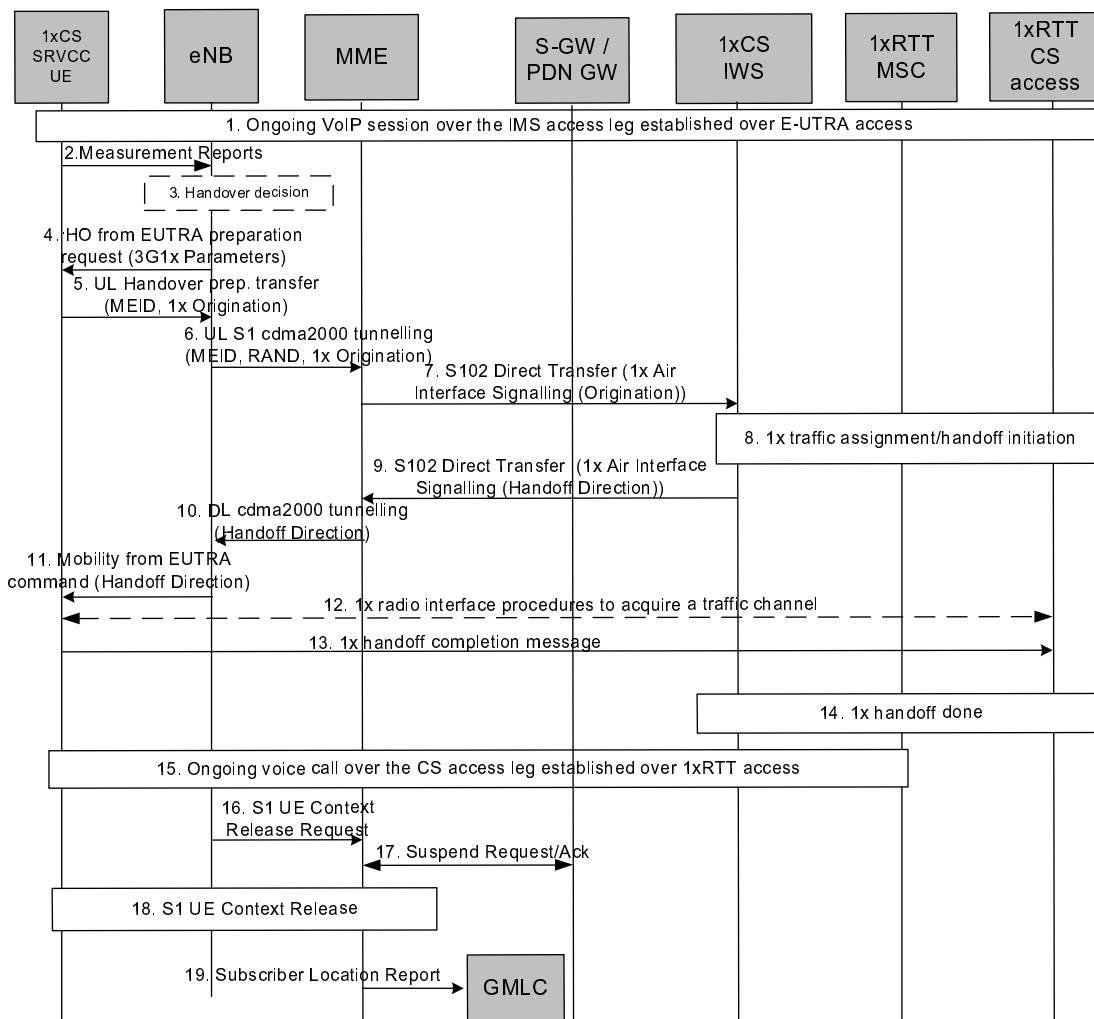 1xCS
SRVCC
UE
eNB
MME
S-GW /
PDN GW
1xCS
IWS
1xRTT
MSC
1xRTT
CS
access
1. Ongoing VoIP session over the IMS access leg established over E-UTRA access
2.Measurement Reports
3. Handover decision
4. HO from EUTRA preparation
request (3G1x Parameters)
5. UL Handover prep. transfer
(MEID, 1x Origination)
6. UL S1 cdma2000 tunnelling
(MEID, RAND, 1x Origination)
7. S102 Direct Transfer (1x Air
Interface Signalling (Origination))
8. 1x traffic assignment/handoff initiation
9. S102 Direct Transfer (1x Air Interface
Signalling (Handoff Direction))
10. DL cdma2000 tunnelling
(Handoff Direction)
11. Mobility from EUTRA
command (Handoff Direction)
12. 1x radio interface procedures to acquire a traffic channel
13. 1x handoff completion message
14. 1x handoff done
15. Ongoing voice call over the CS access leg established over 1xRTT access
16. S1 UE Context
Release Request
17. Suspend Request/Ack
18. S1 UE Context Release
19. Subscriber Location Report
GMLC